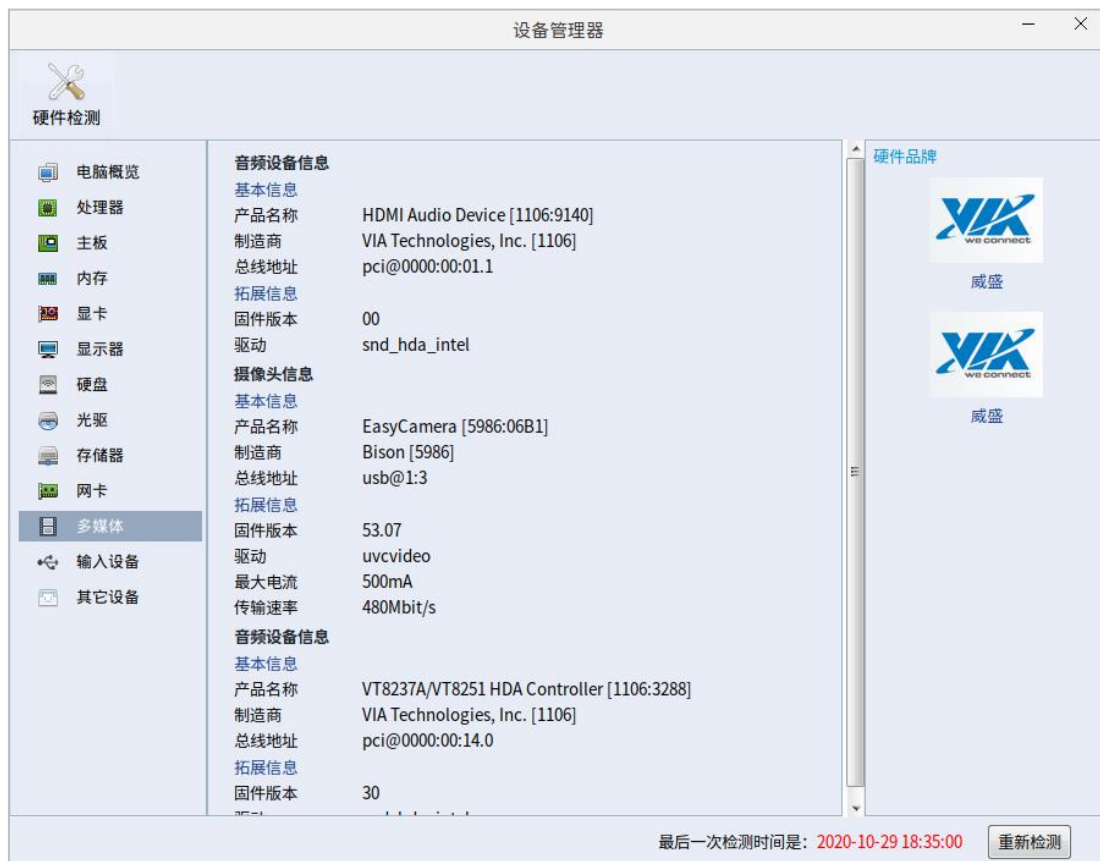 设备管理器
硬件检测
电脑概览
处理器
主板
内存
显卡
显示器
硬盘
光驱
存储器
网卡
多媒体
输入设备
其它设备
音频设备信息
基本信息
产品名称 HDMI Audio Device [1106:9140]
制造商 VIA Technologies, Inc. [1106]
总线地址 pci@0000:00:01.1
拓展信息
固件版本 00
驱动 snd_hda_intel
摄像头信息
基本信息
产品名称 EasyCamera [5986:06B1]
制造商 Bison [5986]
总线地址 usb@1:3
拓展信息
固件版本 53.07
驱动 uvcvideo
最大电流 500mA
传输速率 480Mbit/s
音频设备信息
基本信息
产品名称 VT8237A/VT8251 HDA Controller [1106:3288]
制造商 VIA Technologies, Inc. [1106]
总线地址 pci@0000:00:14.0
拓展信息
固件版本 30
硬件品牌
VIA
we connect
威盛
VIA
we connect
威盛
最后一次检测时间是：2020-10-29 18:35:00 重新检测